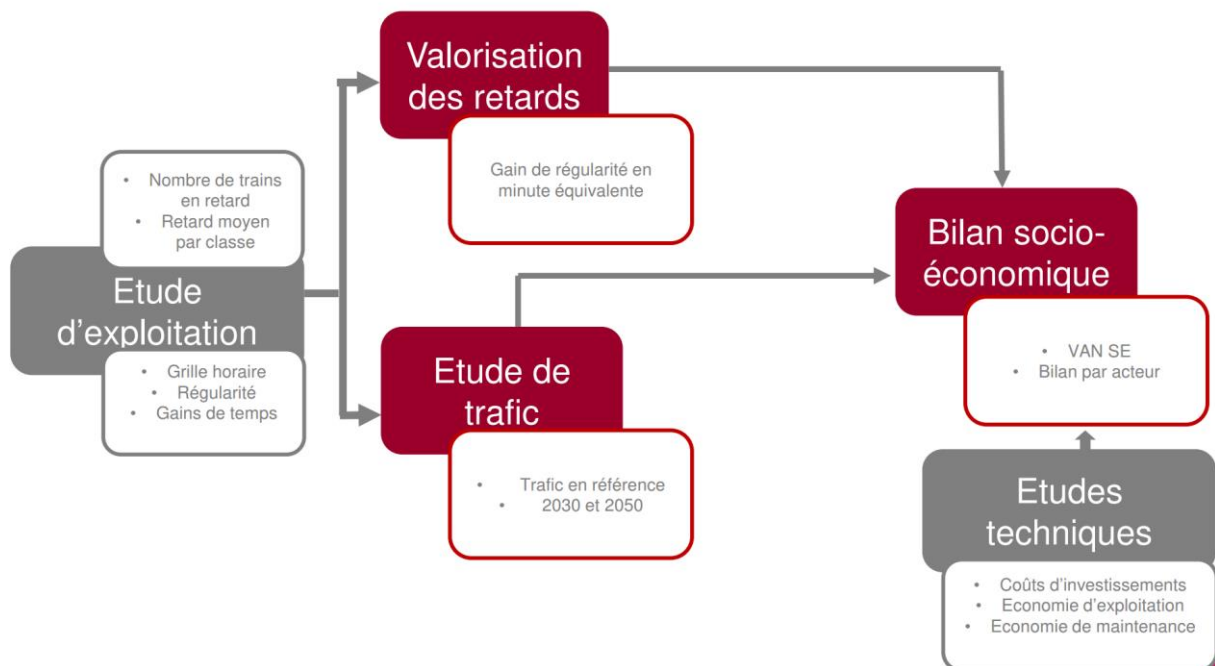 Valorisation
des retards
Gain de régularité en
minute équivalente
• Nombre de trains
en retard
• Retard moyen
par classe
Etude
d'exploitation
• Grille horaire
• Régularité
• Gains de temps
Etude de
trafic
• Trafic en référence
• 2030 et 2050
Bilan socio-
économique
• VAN SE
• Bilan par acteur
Etudes
techniques
• Coûts d'investissements
• Economie d'exploitation
• Economie de maintenance